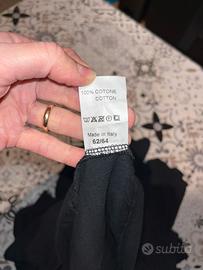 100% COTONE
COTTON
Made in Italy
62/64
subito